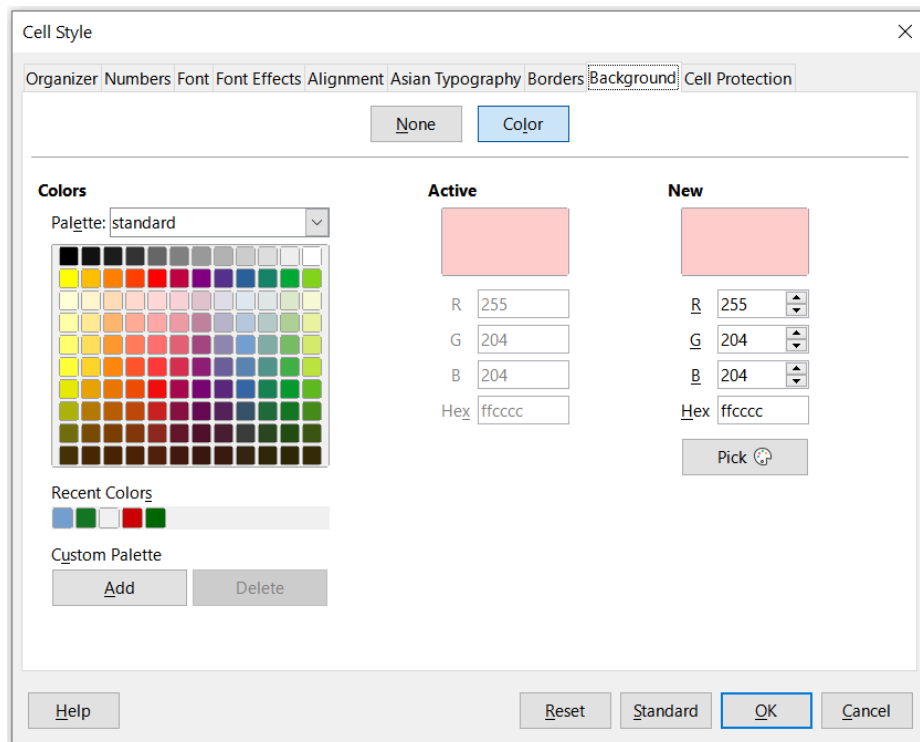 Cell Style
Organizer Numbers Font Font Effects Alignment Asian Typography Borders Background Cell Protection
None Color
Colors Active New
Palette: standard
R 255 R 255
G 204 G 204
B 204 B 204
Hex ffcccc Hex ffcccc
Pick
Recent Colors
Custom Palette
Add Delete
Help Reset Standard OK Cancel